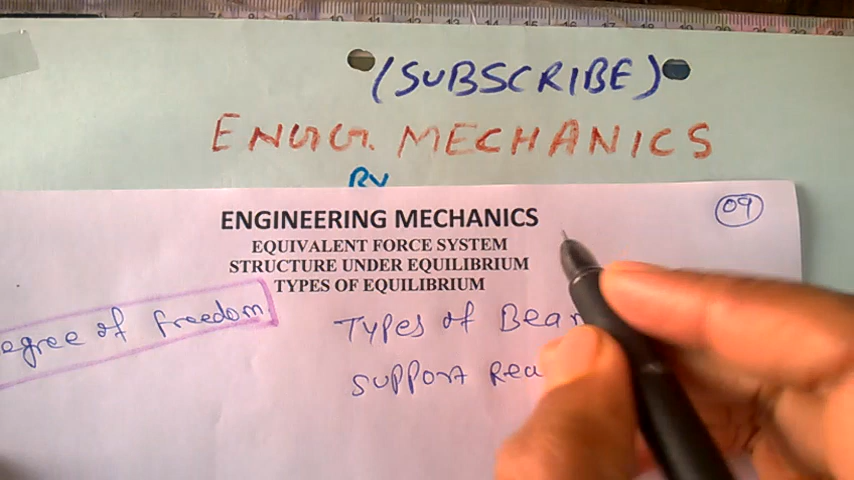 (SUBSCRIBE)
ENGG. MECHANICS
By
ENGINEERING MECHANICS
09
EQUIVALENT FORCE SYSTEM
STRUCTURE UNDER EQUILIBRIUM
TYPES OF EQUILIBRIUM
egree of freedom
Types of Bea
Support Rea